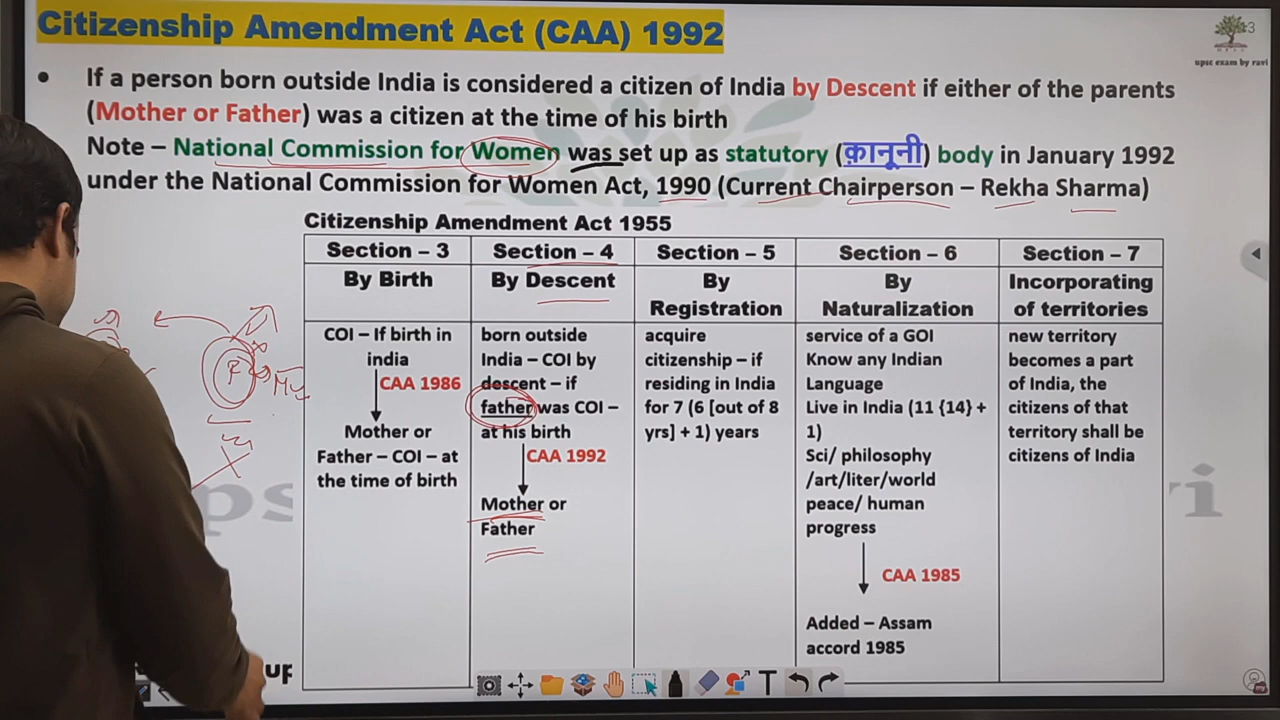 Citizenship Amendment Act (CAA) 1992
3
upsc exam by ravi
• If a person born outside India is considered a citizen of India by Descent if either of the parents
(Mother or Father) was a citizen at the time of his birth
Note – National Commission for Women was set up as statutory (क़ानूनी) body in January 1992
under the National Commission for Women Act, 1990 (Current Chairperson – Rekha Sharma)
Citizenship Amendment Act 1955
Section – 3
By Birth
COI – If birth in
india
CAA 1986
Mother or
Father – COI – at
the time of birth
Section – 4
By Descent
born outside
India – COI by
descent – if
father was COI –
at his birth
CAA 1992
Mother or
Father
Section – 5
By
Registration
acquire
citizenship – if
residing in India
for 7 (6 [out of 8
yrs] + 1) years
Section – 6
By
Naturalization
service of a GOI
Know any Indian
Language
Live in India (11 {14} +
1)
Sci/ philosophy
/art/liter/world
peace/ human
progress
CAA 1985
Added – Assam
accord 1985
Section – 7
Incorporating
of territories
new territory
becomes a part
of India, the
citizens of that
territory shall be
citizens of India
up